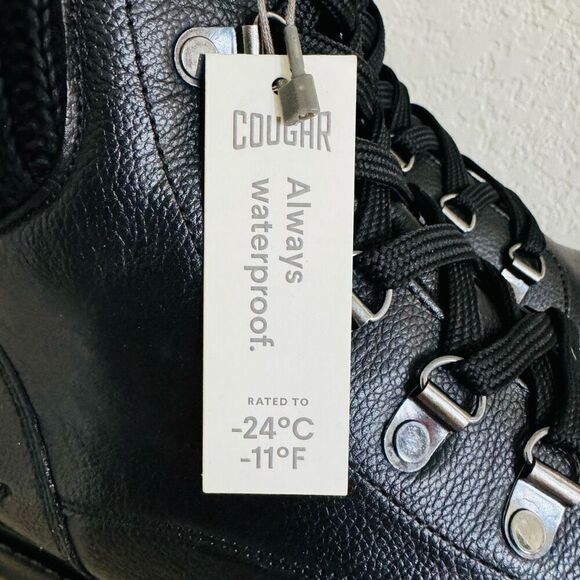 COUGAR
Always
waterproof.
RATED TO
-24°C
-11°F